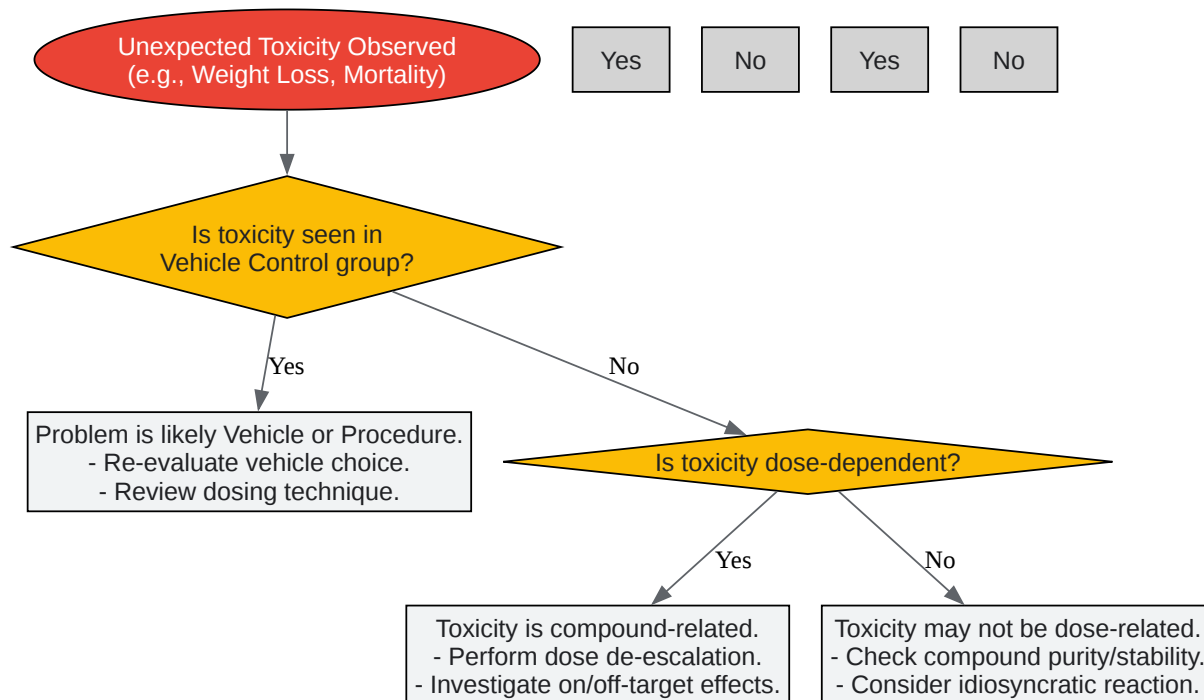 Unexpected Toxicity Observed
(e.g., Weight Loss, Mortality)
Yes
No
Yes
No
Is toxicity seen in
Vehicle Control group?
Yes
No
Problem is likely Vehicle or Procedure.
- Re-evaluate vehicle choice.
- Review dosing technique.
Is toxicity dose-dependent?
Yes
No
Toxicity is compound-related.
- Perform dose de-escalation.
- Investigate on/off-target effects.
Toxicity may not be dose-related.
- Check compound purity/stability.
- Consider idiosyncratic reaction.